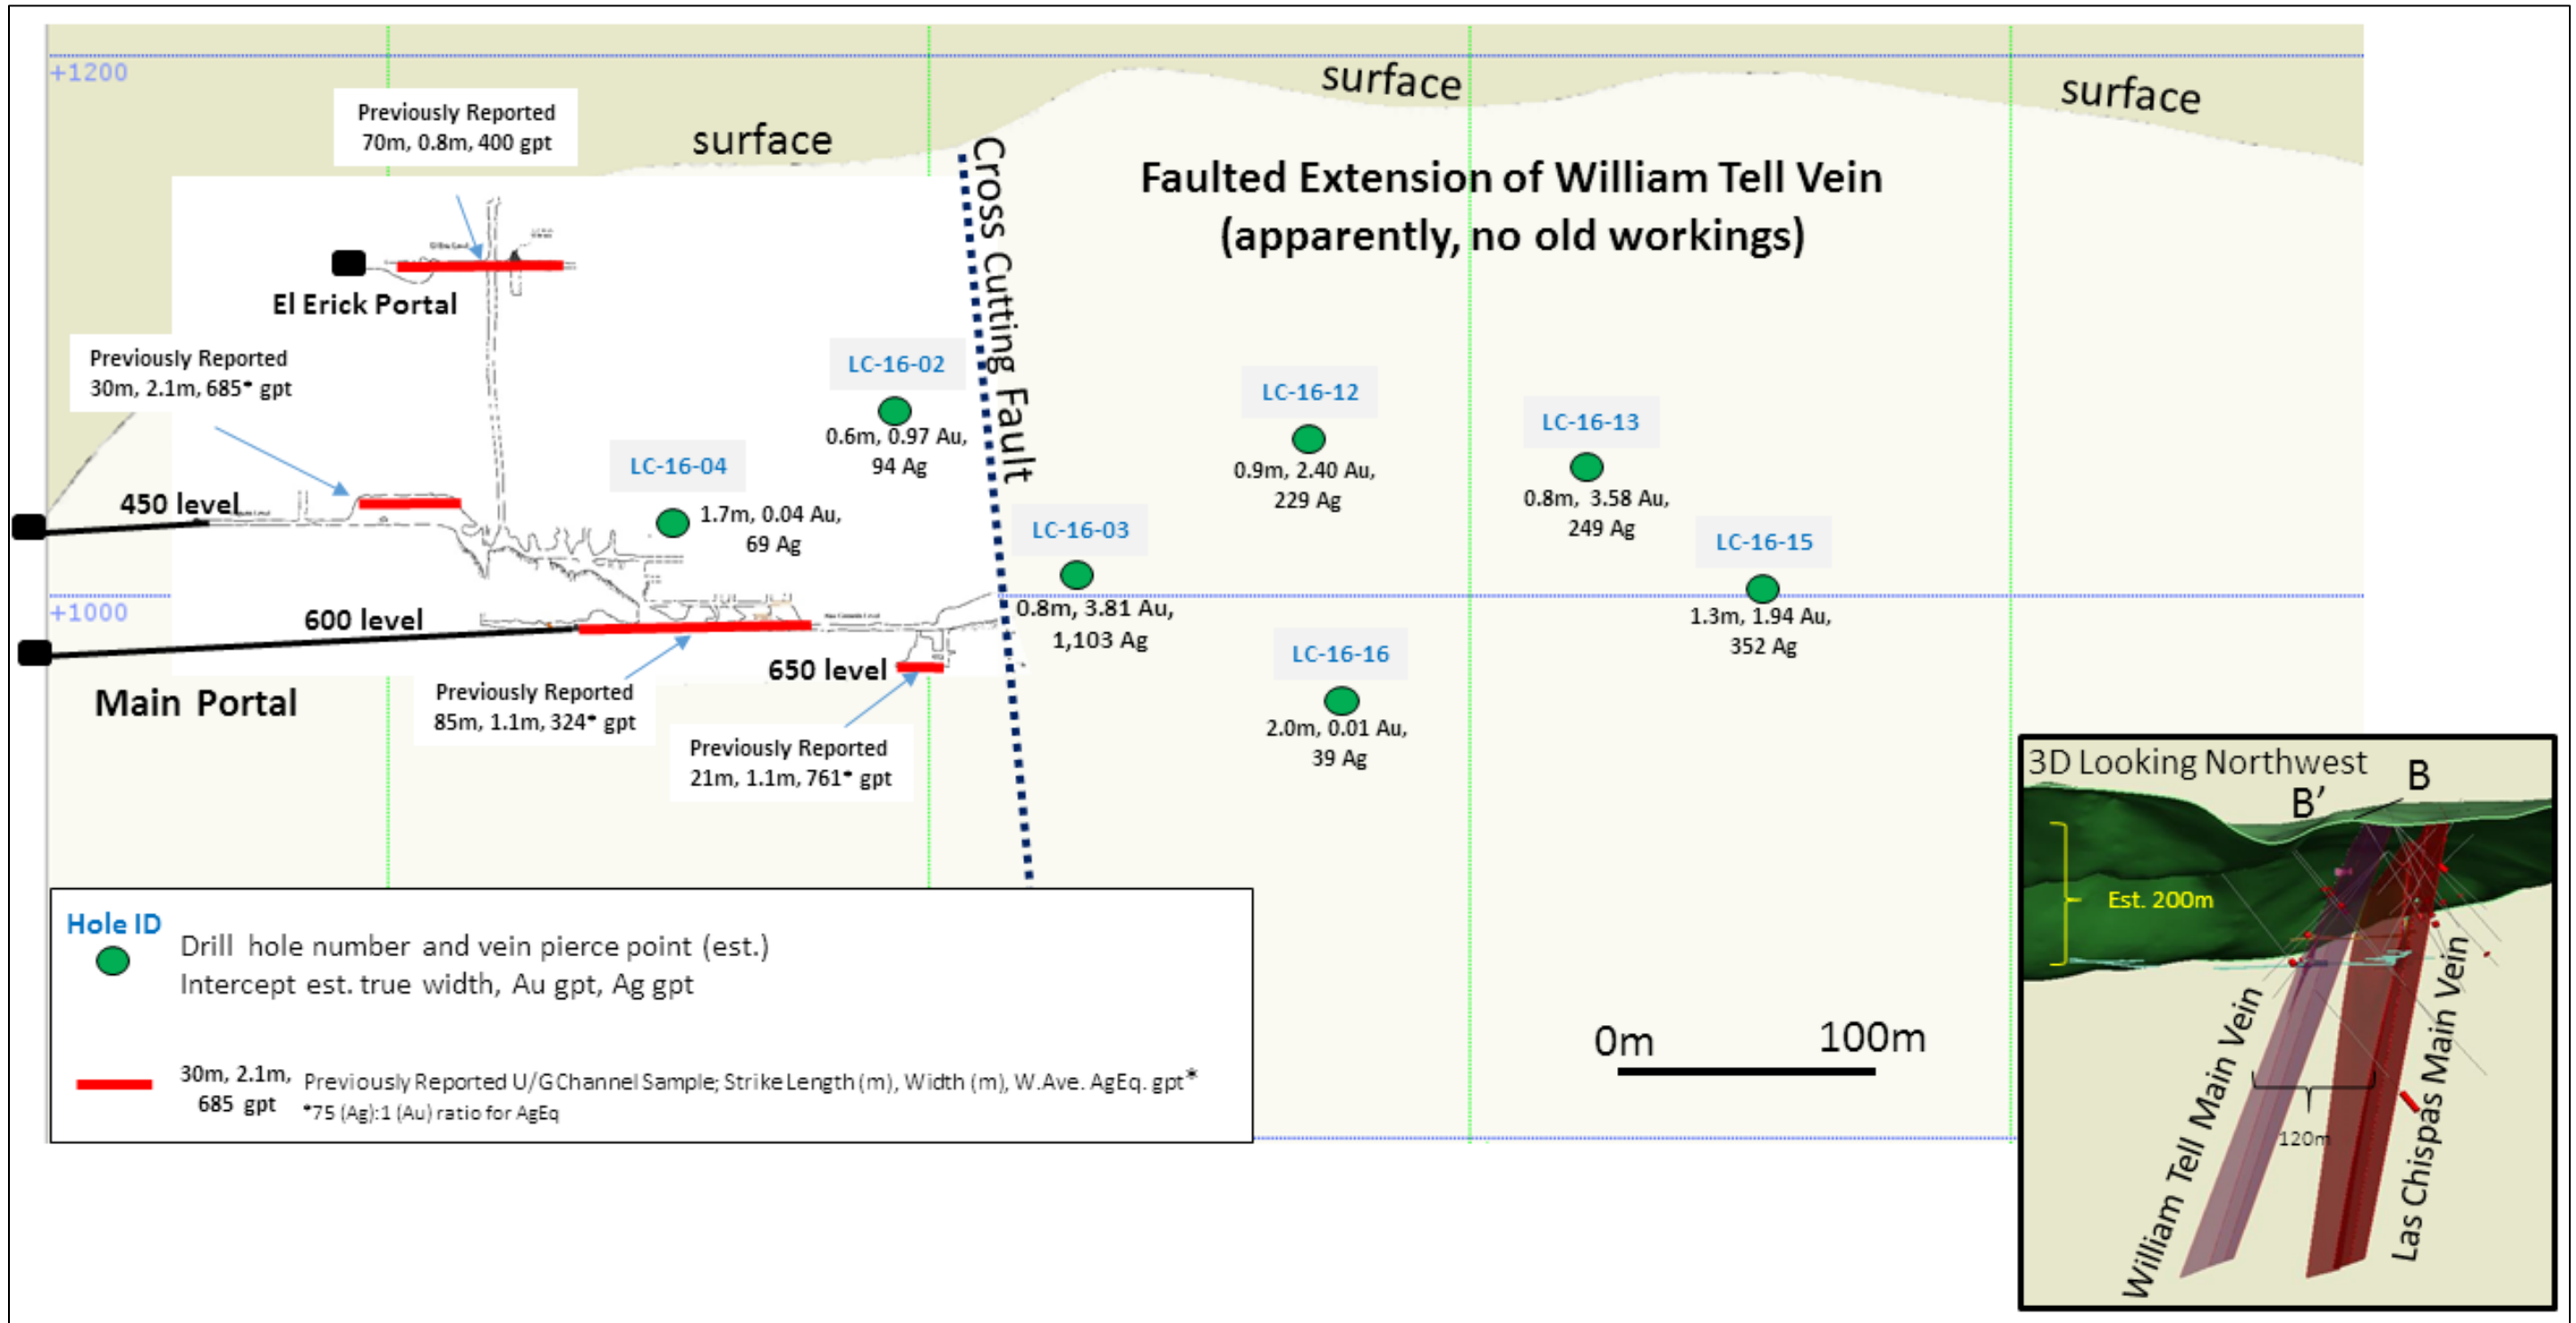 +1200
surface
surface
surface
Previously Reported
70m, 0.8m, 400 gpt
Cross Cutting Fault
Faulted Extension of William Tell Vein
(apparently, no old workings)
El Erick Portal
Previously Reported
30m, 2.1m, 685* gpt
LC-16-02
0.6m, 0.97 Au,
94 Ag
LC-16-12
0.9m, 2.40 Au,
229 Ag
LC-16-13
0.8m, 3.58 Au,
249 Ag
LC-16-04
1.7m, 0.04 Au,
69 Ag
450 level
LC-16-03
0.8m, 3.81 Au,
1,103 Ag
LC-16-15
1.3m, 1.94 Au,
352 Ag
+1000
600 level
650 level
LC-16-16
2.0m, 0.01 Au,
39 Ag
Main Portal
Previously Reported
85m, 1.1m, 324* gpt
Previously Reported
21m, 1.1m, 761* gpt
Hole ID
Drill hole number and vein pierce point (est.)
Intercept est. true width, Au gpt, Ag gpt
30m, 2.1m,
685 gpt
Previously Reported U/G Channel Sample; Strike Length (m), Width (m), W.Ave. AgEq. gpt*
*75 (Ag):1 (Au) ratio for AgEq
0m
100m
3D Looking Northwest
B
B'
Est. 200m
William Tell Main Vein
Las Chispas Main Vein
120m